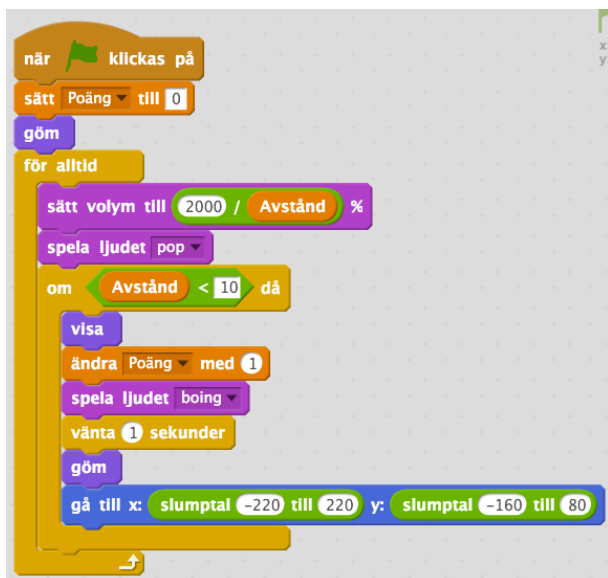 när klickas på
sätt Poäng till 0
göm
för alltid
sätt volym till 2000 / Avstånd %
spela ljudet pop
om Avstånd < 10 då
visa
ändra Poäng med 1
spela ljudet boing
vänta 1 sekunder
göm
gå till x: slumptal -220 till 220 y: slumptal -160 till 80
x:
y: